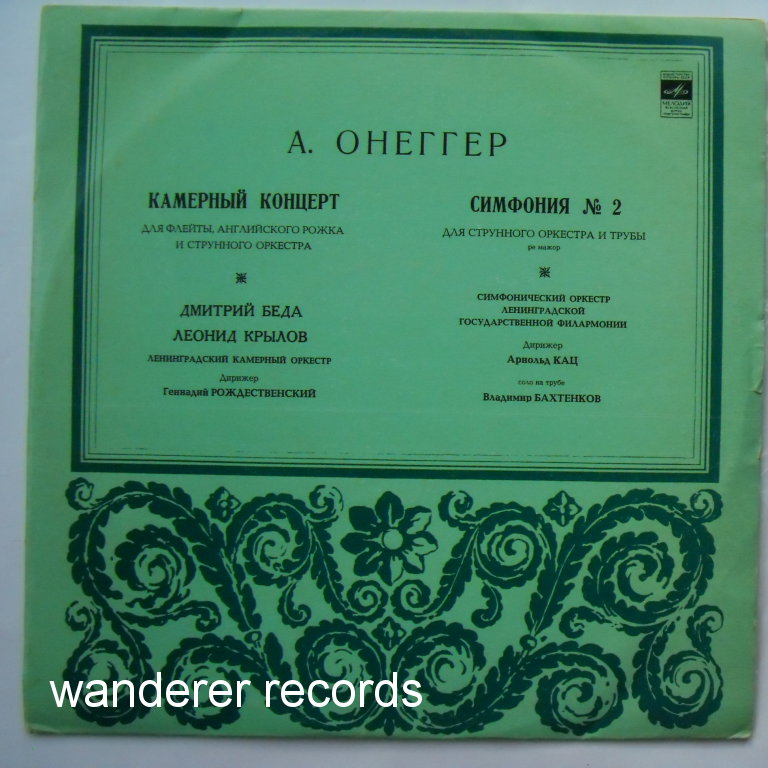 МЕЛОДИЯ
А. ОНЕГГЕР
КАМЕРНЫЙ КОНЦЕРТ
ДЛЯ ФЛЕЙТЫ, АНГЛИЙСКОГО РОЖКА
И СТРУННОГО ОРКЕСТРА
ДМИТРИЙ БЕДА
ЛЕОНИД КРЫЛОВ
ЛЕНИНГРАДСКИЙ КАМЕРНЫЙ ОРКЕСТР
Дирижер
Геннадий РОЖДЕСТВЕНСКИЙ
СИМФОНИЯ № 2
ДЛЯ СТРУННОГО ОРКЕСТРА И ТРУБЫ
ре мажор
СИМФОНИЧЕСКИЙ ОРКЕСТР
ЛЕНИНГРАДСКОЙ
ГОСУДАРСТВЕННОЙ ФИЛАРМОНИИ
Дирижер
Арнольд КАЦ
соло на трубе
Владимир БАХТЕНКОВ
wanderer records